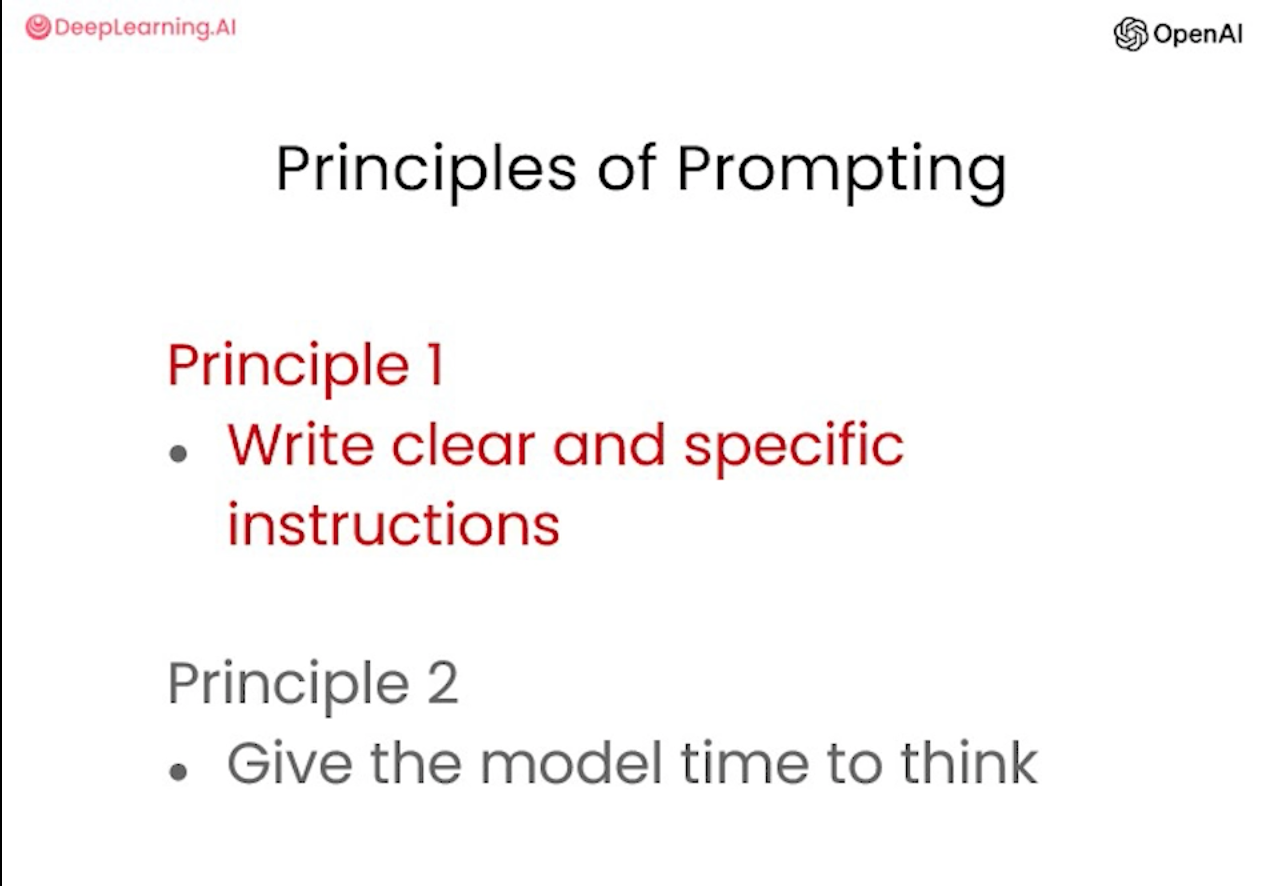 DeepLearning.AI
OpenAI
Principles of Prompting
Principle 1
• Write clear and specific
instructions
Principle 2
• Give the model time to think